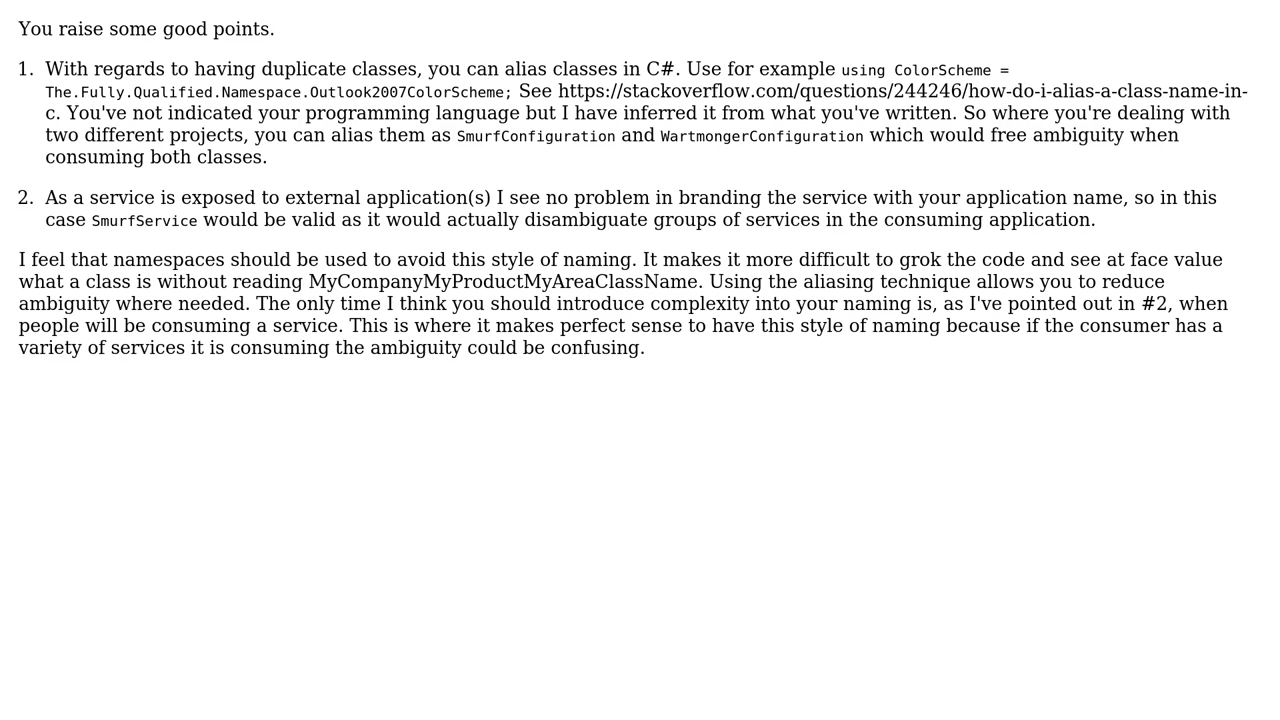 You raise some good points.
1. With regards to having duplicate classes, you can alias classes in C#. Use for example using ColorScheme =
The.Fully.Qualified.Namespace.Outlook2007ColorScheme; See https://stackoverflow.com/questions/244246/how-do-i-alias-a-class-name-in-
c. You've not indicated your programming language but I have inferred it from what you've written. So where you're dealing with
two different projects, you can alias them as SmurfConfiguration and WartmongerConfiguration which would free ambiguity when
consuming both classes.
2. As a service is exposed to external application(s) I see no problem in branding the service with your application name, so in this
case SmurfService would be valid as it would actually disambiguate groups of services in the consuming application.
I feel that namespaces should be used to avoid this style of naming. It makes it more difficult to grok the code and see at face value
what a class is without reading MyCompanyMyProductMyAreaClassName. Using the aliasing technique allows you to reduce
ambiguity where needed. The only time I think you should introduce complexity into your naming is, as I've pointed out in #2, when
people will be consuming a service. This is where it makes perfect sense to have this style of naming because if the consumer has a
variety of services it is consuming the ambiguity could be confusing.